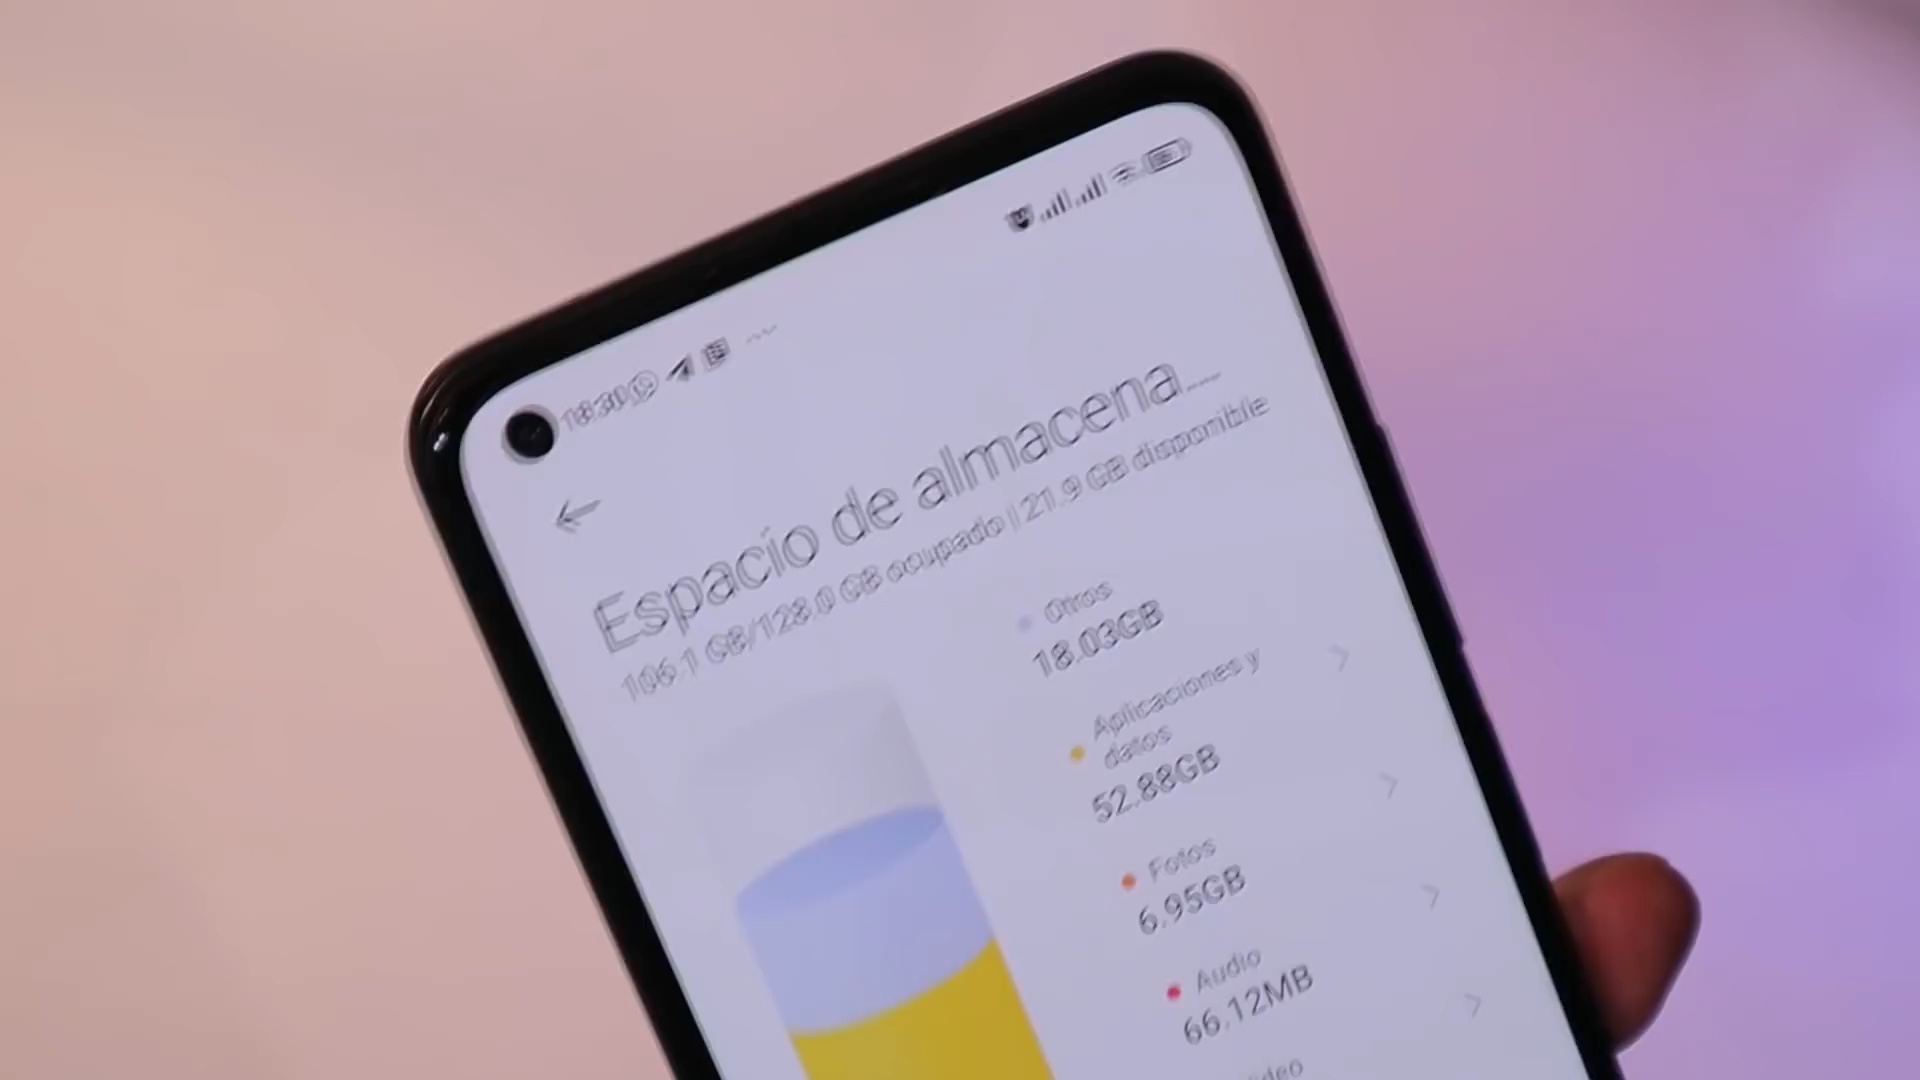 18:30
Espacio de almacena...
106.1 GB/128.0 GB ocupado | 21.9 GB disponible
Otros
18.03GB
Aplicaciones y
datos
52.88GB
Fotos
6.95GB
Audio
66.12MB